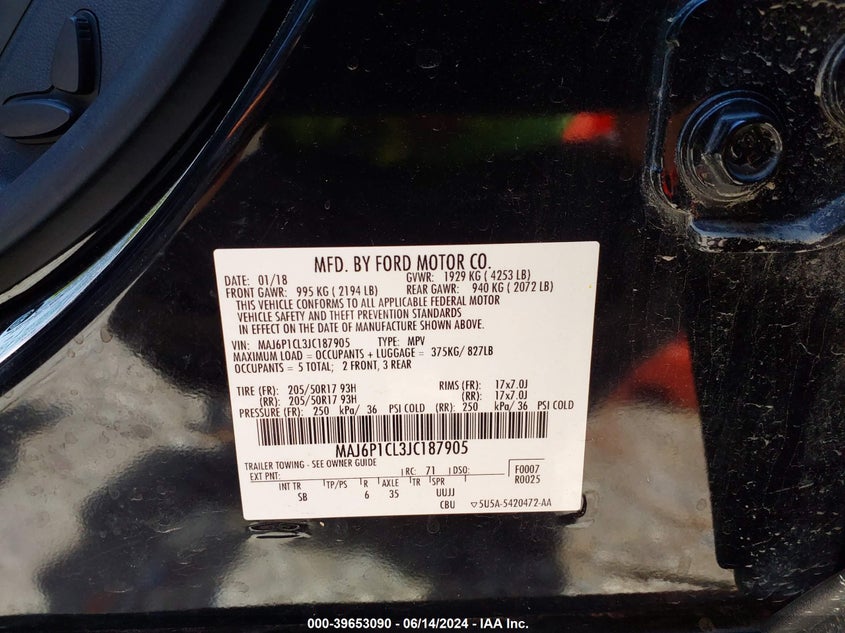 MFD. BY FORD MOTOR CO.
DATE: 01/18 GVWR: 1929 KG ( 4253 LB)
FRONT GAWR: 995 KG ( 2194 LB) REAR GAWR: 940 KG ( 2072 LB)
THIS VEHICLE CONFORMS TO ALL APPLICABLE FEDERAL MOTOR
VEHICLE SAFETY AND THEFT PREVENTION STANDARDS
IN EFFECT ON THE DATE OF MANUFACTURE SHOWN ABOVE.
VIN: MAJ6P1CL3JC187905 TYPE: MPV
MAXIMUM LOAD = OCCUPANTS + LUGGAGE = 375KG/ 827LB
OCCUPANTS = 5 TOTAL; 2 FRONT, 3 REAR
TIRE (FR): 205/50R17 93H RIMS (FR): 17x7.0J
(RR): 205/50R17 93H (RR): 17x7.0J
PRESSURE (FR): 250 kPa/ 36 PSI COLD (RR): 250 kPa/ 36 PSI COLD
MAJ6P1CL3JC187905
TRAILER TOWING - SEE OWNER GUIDE
EXT PNT: RC: 71 DSO: F0007
R0025
INT TR TP/PS R AXLE TR SPR
SB 6 35 UUJJ
CBU ▽5U5A-5420472-AA
000-39653090 - 06/14/2024 - IAA Inc.